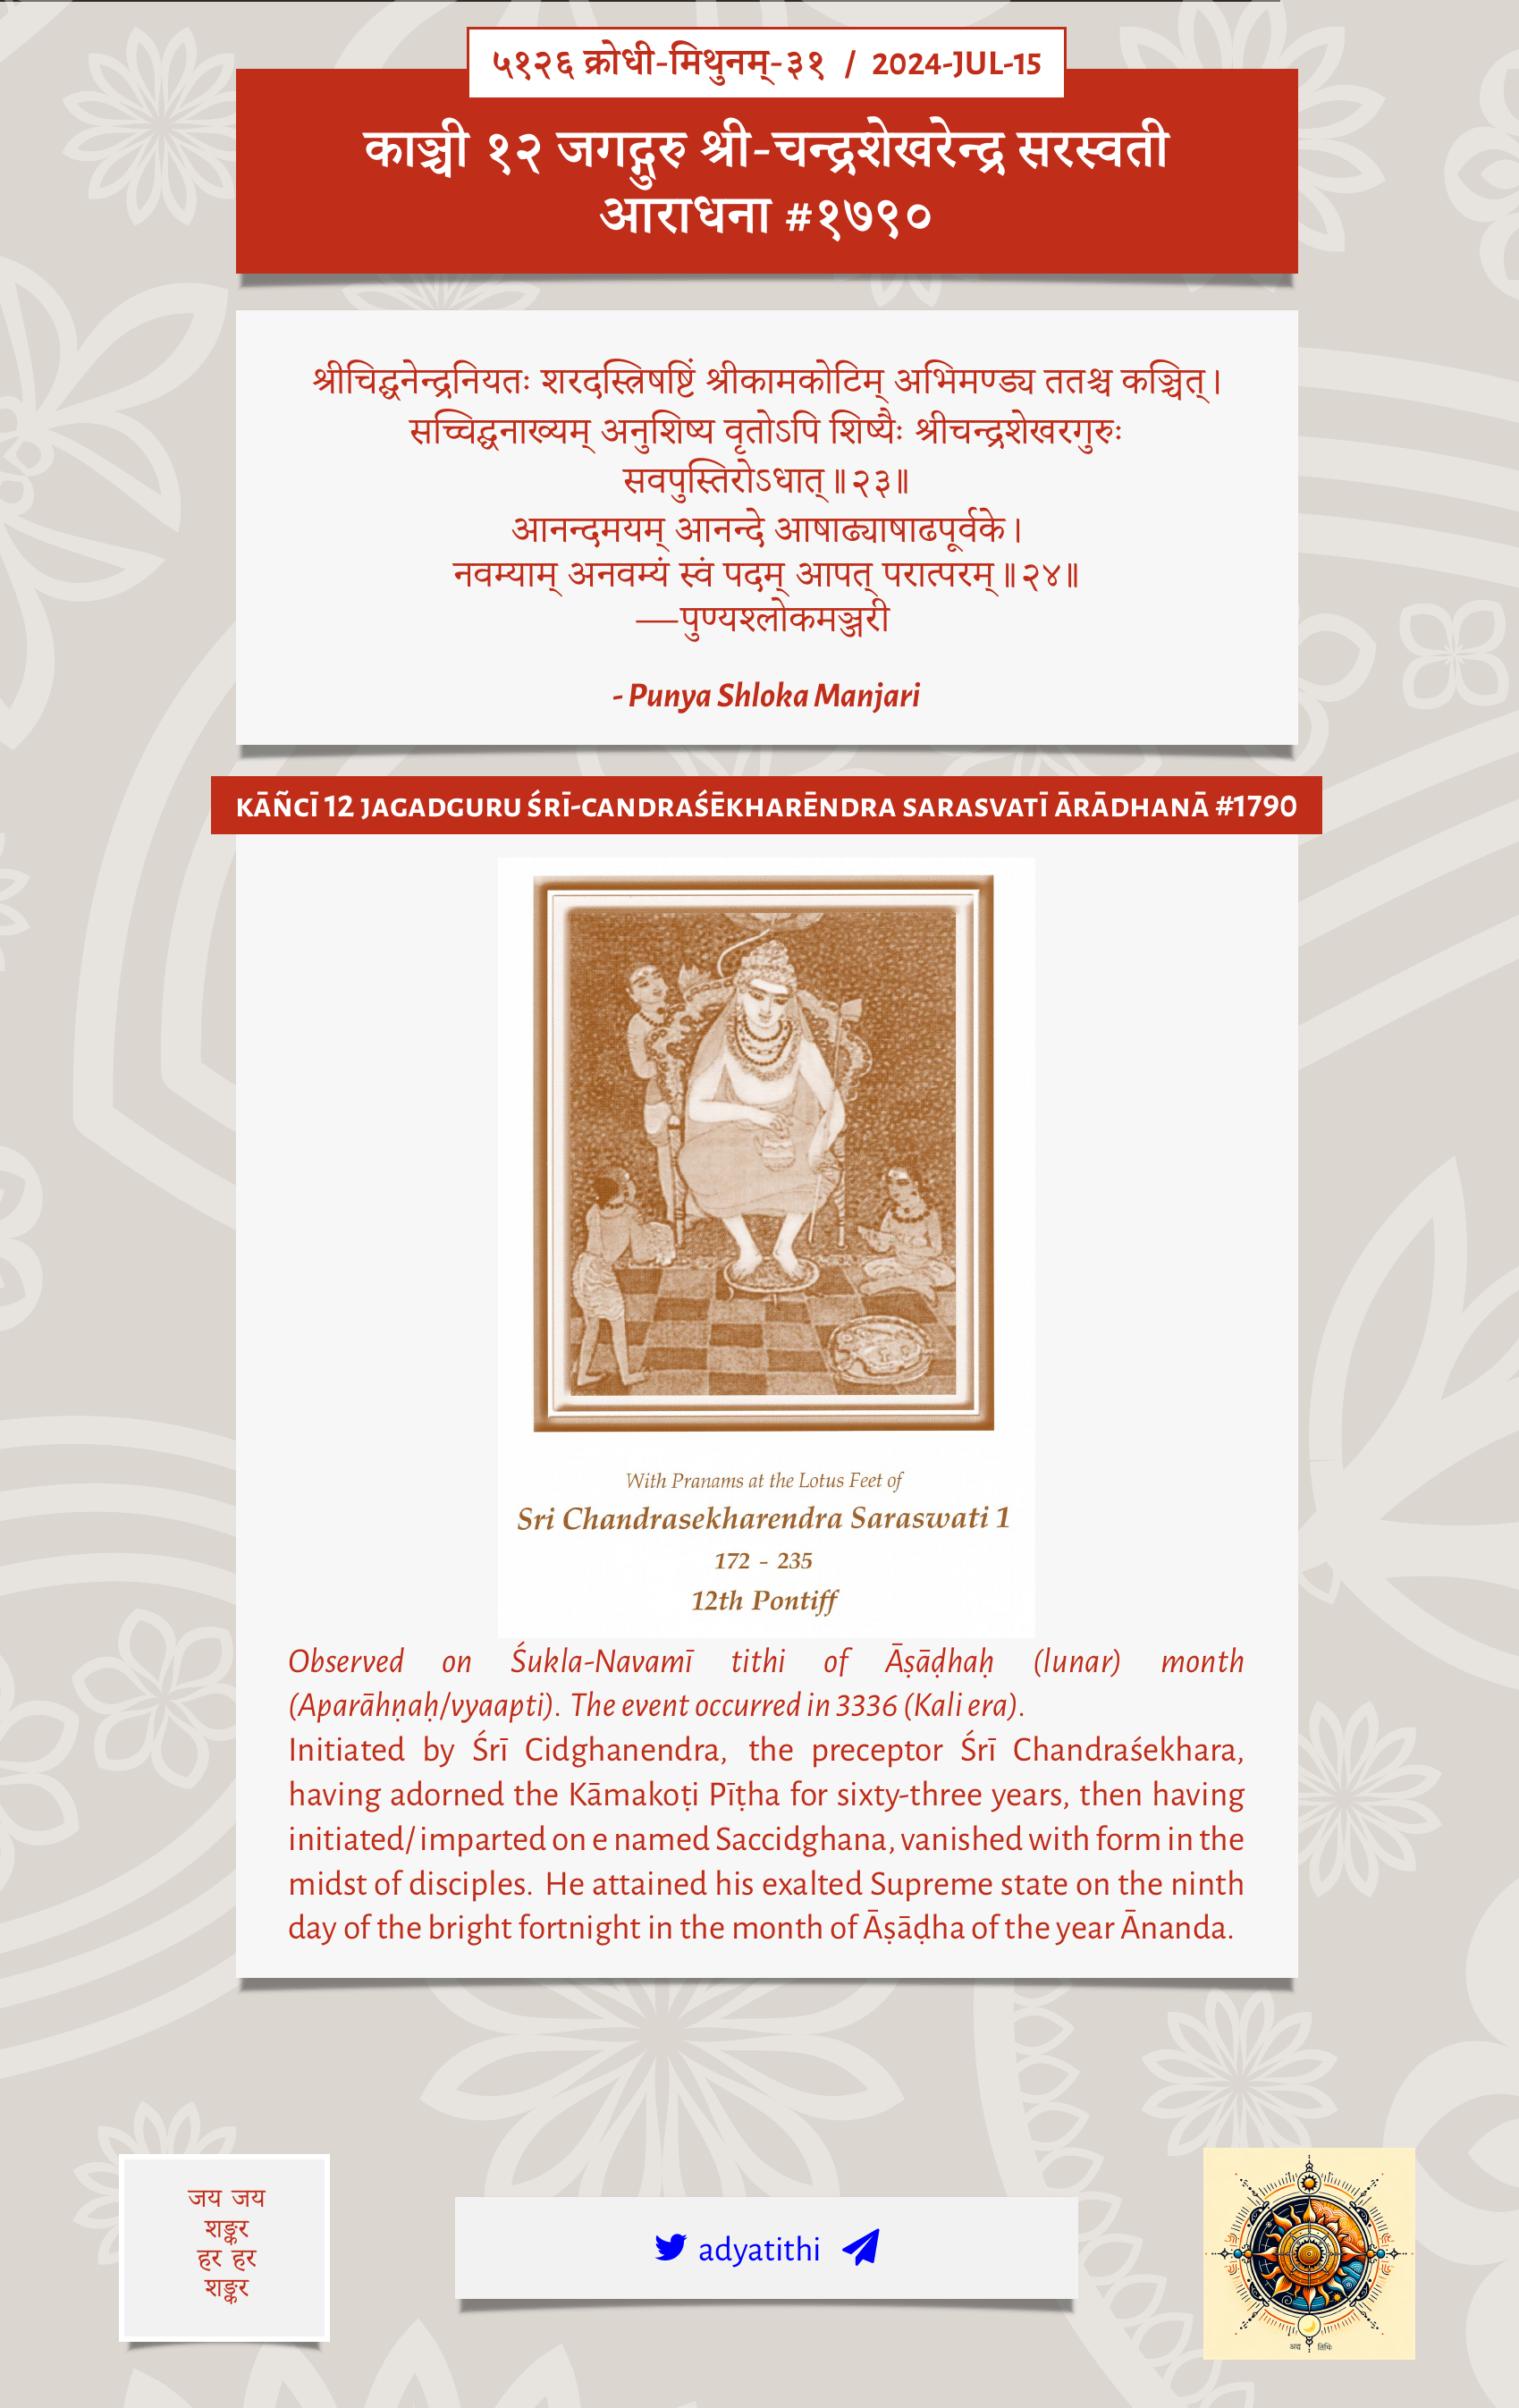 ५१२६ क्रोधी-मिथुनम्-३१ / 2024-JUL-15
काञ्ची १२ जगद्गुरु श्री-चन्द्रशेखरेन्द्र सरस्वती
आराधना #१७९०
श्रीचिद्घनेन्द्रनियतः शरदस्त्रिषष्टिं श्रीकामकोटिम् अभिमण्ड्य ततश्च कञ्चित्।
सच्चिद्घनाख्यम् अनुशिष्य वृतोऽपि शिष्यैः श्रीचन्द्रशेखरगुरुः
सवपुस्तिरोऽधात्॥२३॥
आनन्दमयम् आनन्दे आषाढ्याषाढपूर्वके।
नवम्याम् अनवम्यं स्वं पदम् आपत् परात्परम्॥२४॥
—पुण्यश्लोकमञ्जरी
- Punya Shloka Manjari
KĀÑCĪ 12 JAGADGURU ŚRĪ-CANDRAŚĒKHARĒNDRA SARASVATĪ ĀRĀDHANĀ #1790
With Pranams at the Lotus Feet of
Sri Chandrasekharendra Saraswati 1
172 - 235
12th Pontiff
Observed on Śukla-Navamī tithi of Āṣāḍhaḥ (lunar) month
(Aparāhṇaḥ/vyaapti). The event occurred in 3336 (Kali era).
Initiated by Śrī Cidghanendra, the preceptor Śrī Chandraśekhara,
having adorned the Kāmakoṭi Pīṭha for sixty-three years, then having
initiated/imparted on e named Saccidghana, vanished with form in the
midst of disciples. He attained his exalted Supreme state on the ninth
day of the bright fortnight in the month of Āṣāḍha of the year Ānanda.
जय जय
शङ्कर
हर हर
शङ्कर
adyatithi
अद्य तिथिः